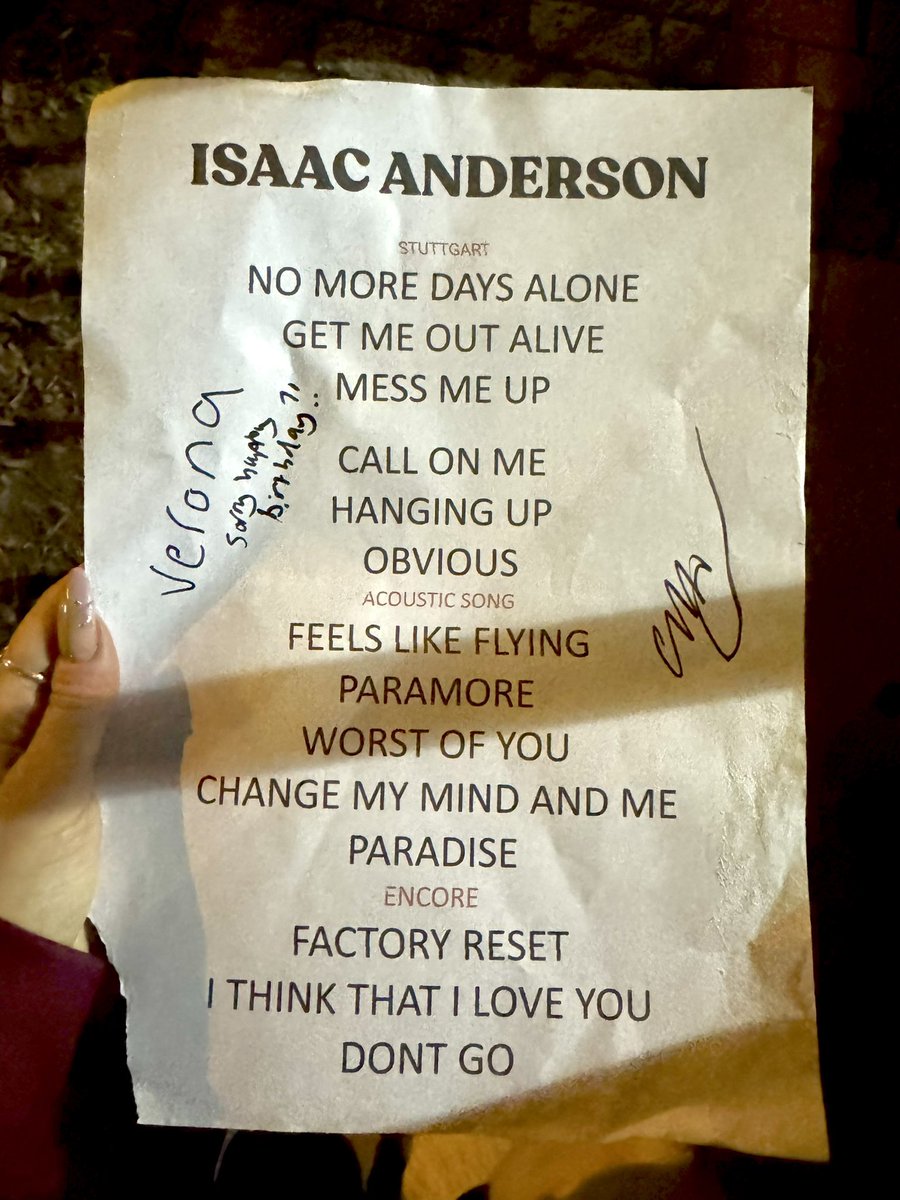 ISAAC ANDERSON
STUTTGART
NO MORE DAYS ALONE
GET ME OUT ALIVE
MESS ME UP
CALL ON ME
HANGING UP
OBVIOUS
ACOUSTIC SONG
FEELS LIKE FLYING
PARAMORE
WORST OF YOU
CHANGE MY MIND AND ME
PARADISE
ENCORE
FACTORY RESET
I THINK THAT I LOVE YOU
DONT GO
Verona
sorry happy
birthday